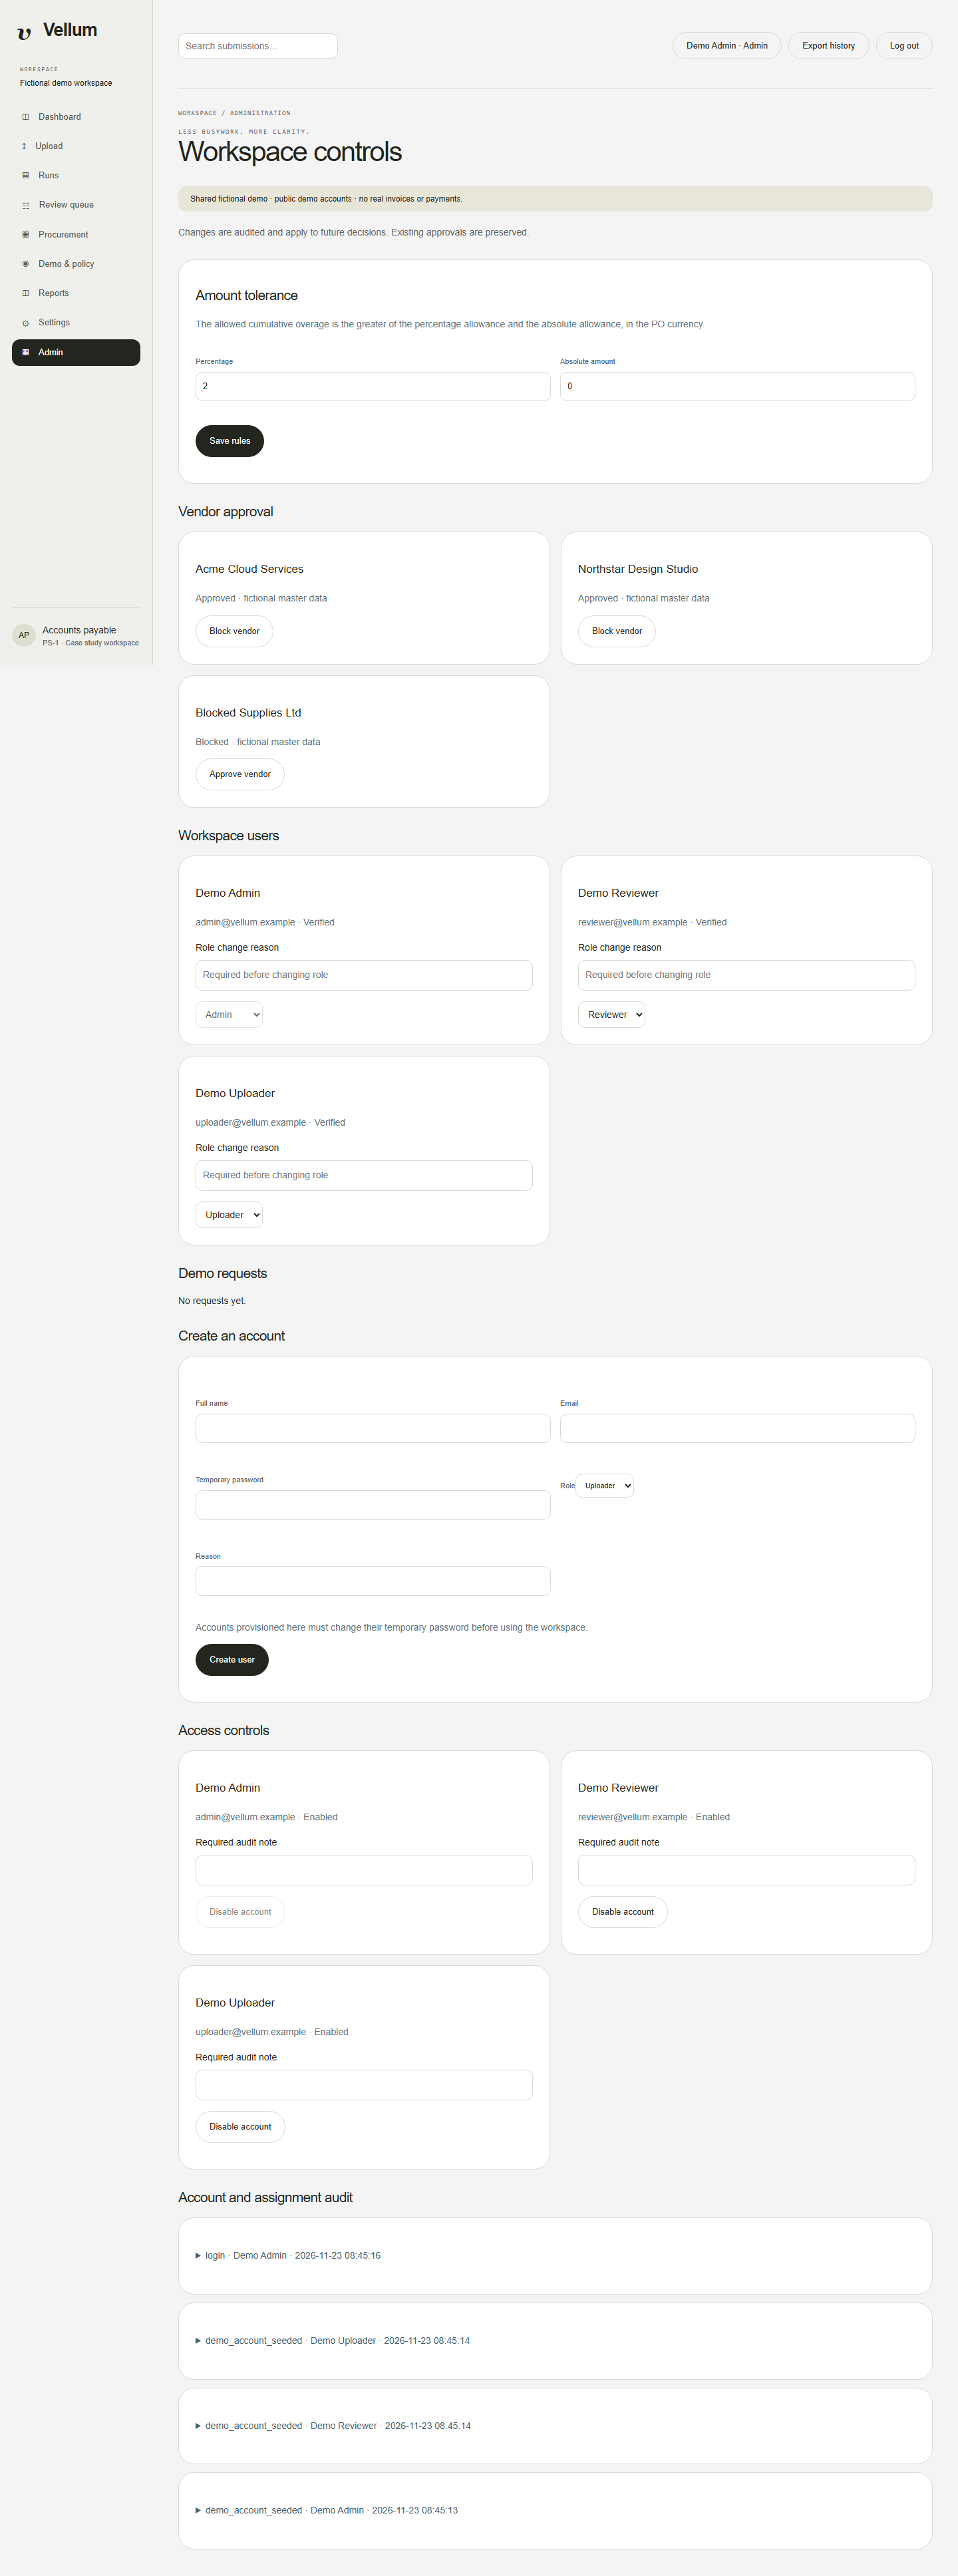 v Vellum
WORKSPACE
Fictional demo workspace
Dashboard
Upload
Runs
Review queue
Procurement
Demo & policy
Reports
Settings
Admin
AP
Accounts payable
PS-1 · Case study workspace
Search submissions...
Demo Admin · Admin
Export history
Log out
WORKSPACE / ADMINISTRATION
LESS BUSYWORK. MORE CLARITY.
Workspace controls
Shared fictional demo · public demo accounts · no real invoices or payments.
Changes are audited and apply to future decisions. Existing approvals are preserved.
Amount tolerance
The allowed cumulative overage is the greater of the percentage allowance and the absolute allowance, in the PO currency.
Percentage
Absolute amount
2
0
Save rules
Vendor approval
Acme Cloud Services
Approved · fictional master data
Block vendor
Northstar Design Studio
Approved · fictional master data
Block vendor
Blocked Supplies Ltd
Blocked · fictional master data
Approve vendor
Workspace users
Demo Admin
admin@vellum.example · Verified
Role change reason
Required before changing role
Admin
Demo Reviewer
reviewer@vellum.example · Verified
Role change reason
Required before changing role
Reviewer
Demo Uploader
uploader@vellum.example · Verified
Role change reason
Required before changing role
Uploader
Demo requests
No requests yet.
Create an account
Full name
Email
Temporary password
Role Uploader
Reason
Accounts provisioned here must change their temporary password before using the workspace.
Create user
Access controls
Demo Admin
admin@vellum.example · Enabled
Required audit note
Disable account
Demo Reviewer
reviewer@vellum.example · Enabled
Required audit note
Disable account
Demo Uploader
uploader@vellum.example · Enabled
Required audit note
Disable account
Account and assignment audit
login · Demo Admin · 2026-11-23 08:45:16
demo_account_seeded · Demo Uploader · 2026-11-23 08:45:14
demo_account_seeded · Demo Reviewer · 2026-11-23 08:45:14
demo_account_seeded · Demo Admin · 2026-11-23 08:45:13